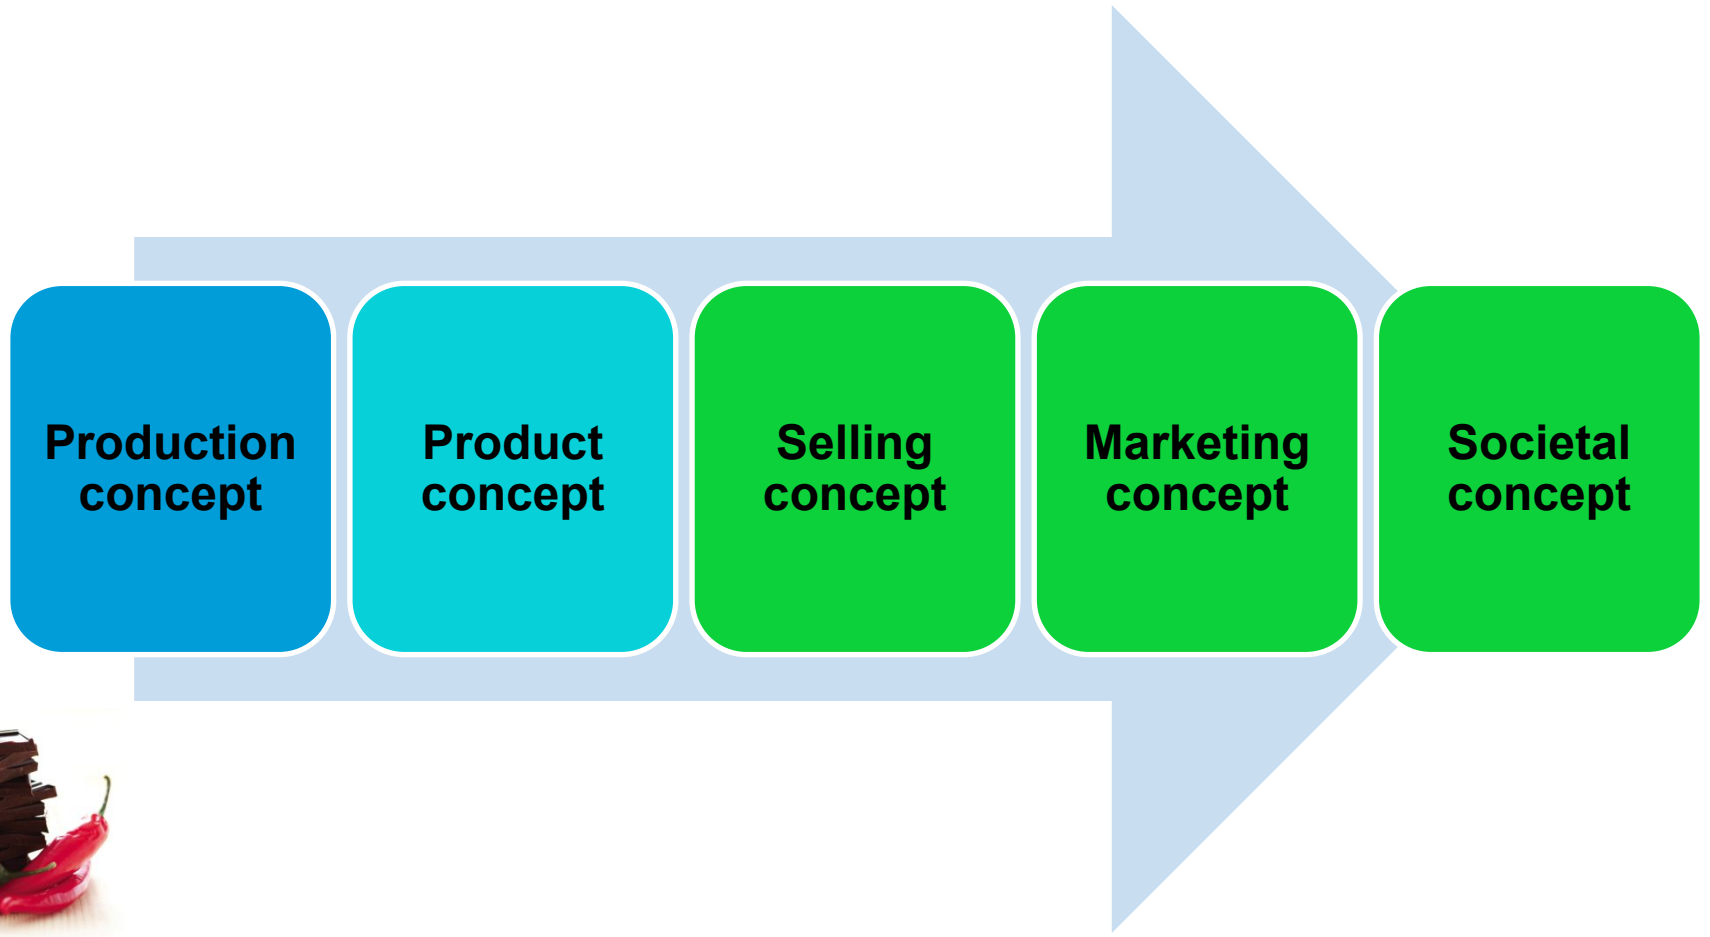 Production
concept
Product
concept
Selling
concept
Marketing
concept
Societal
concept